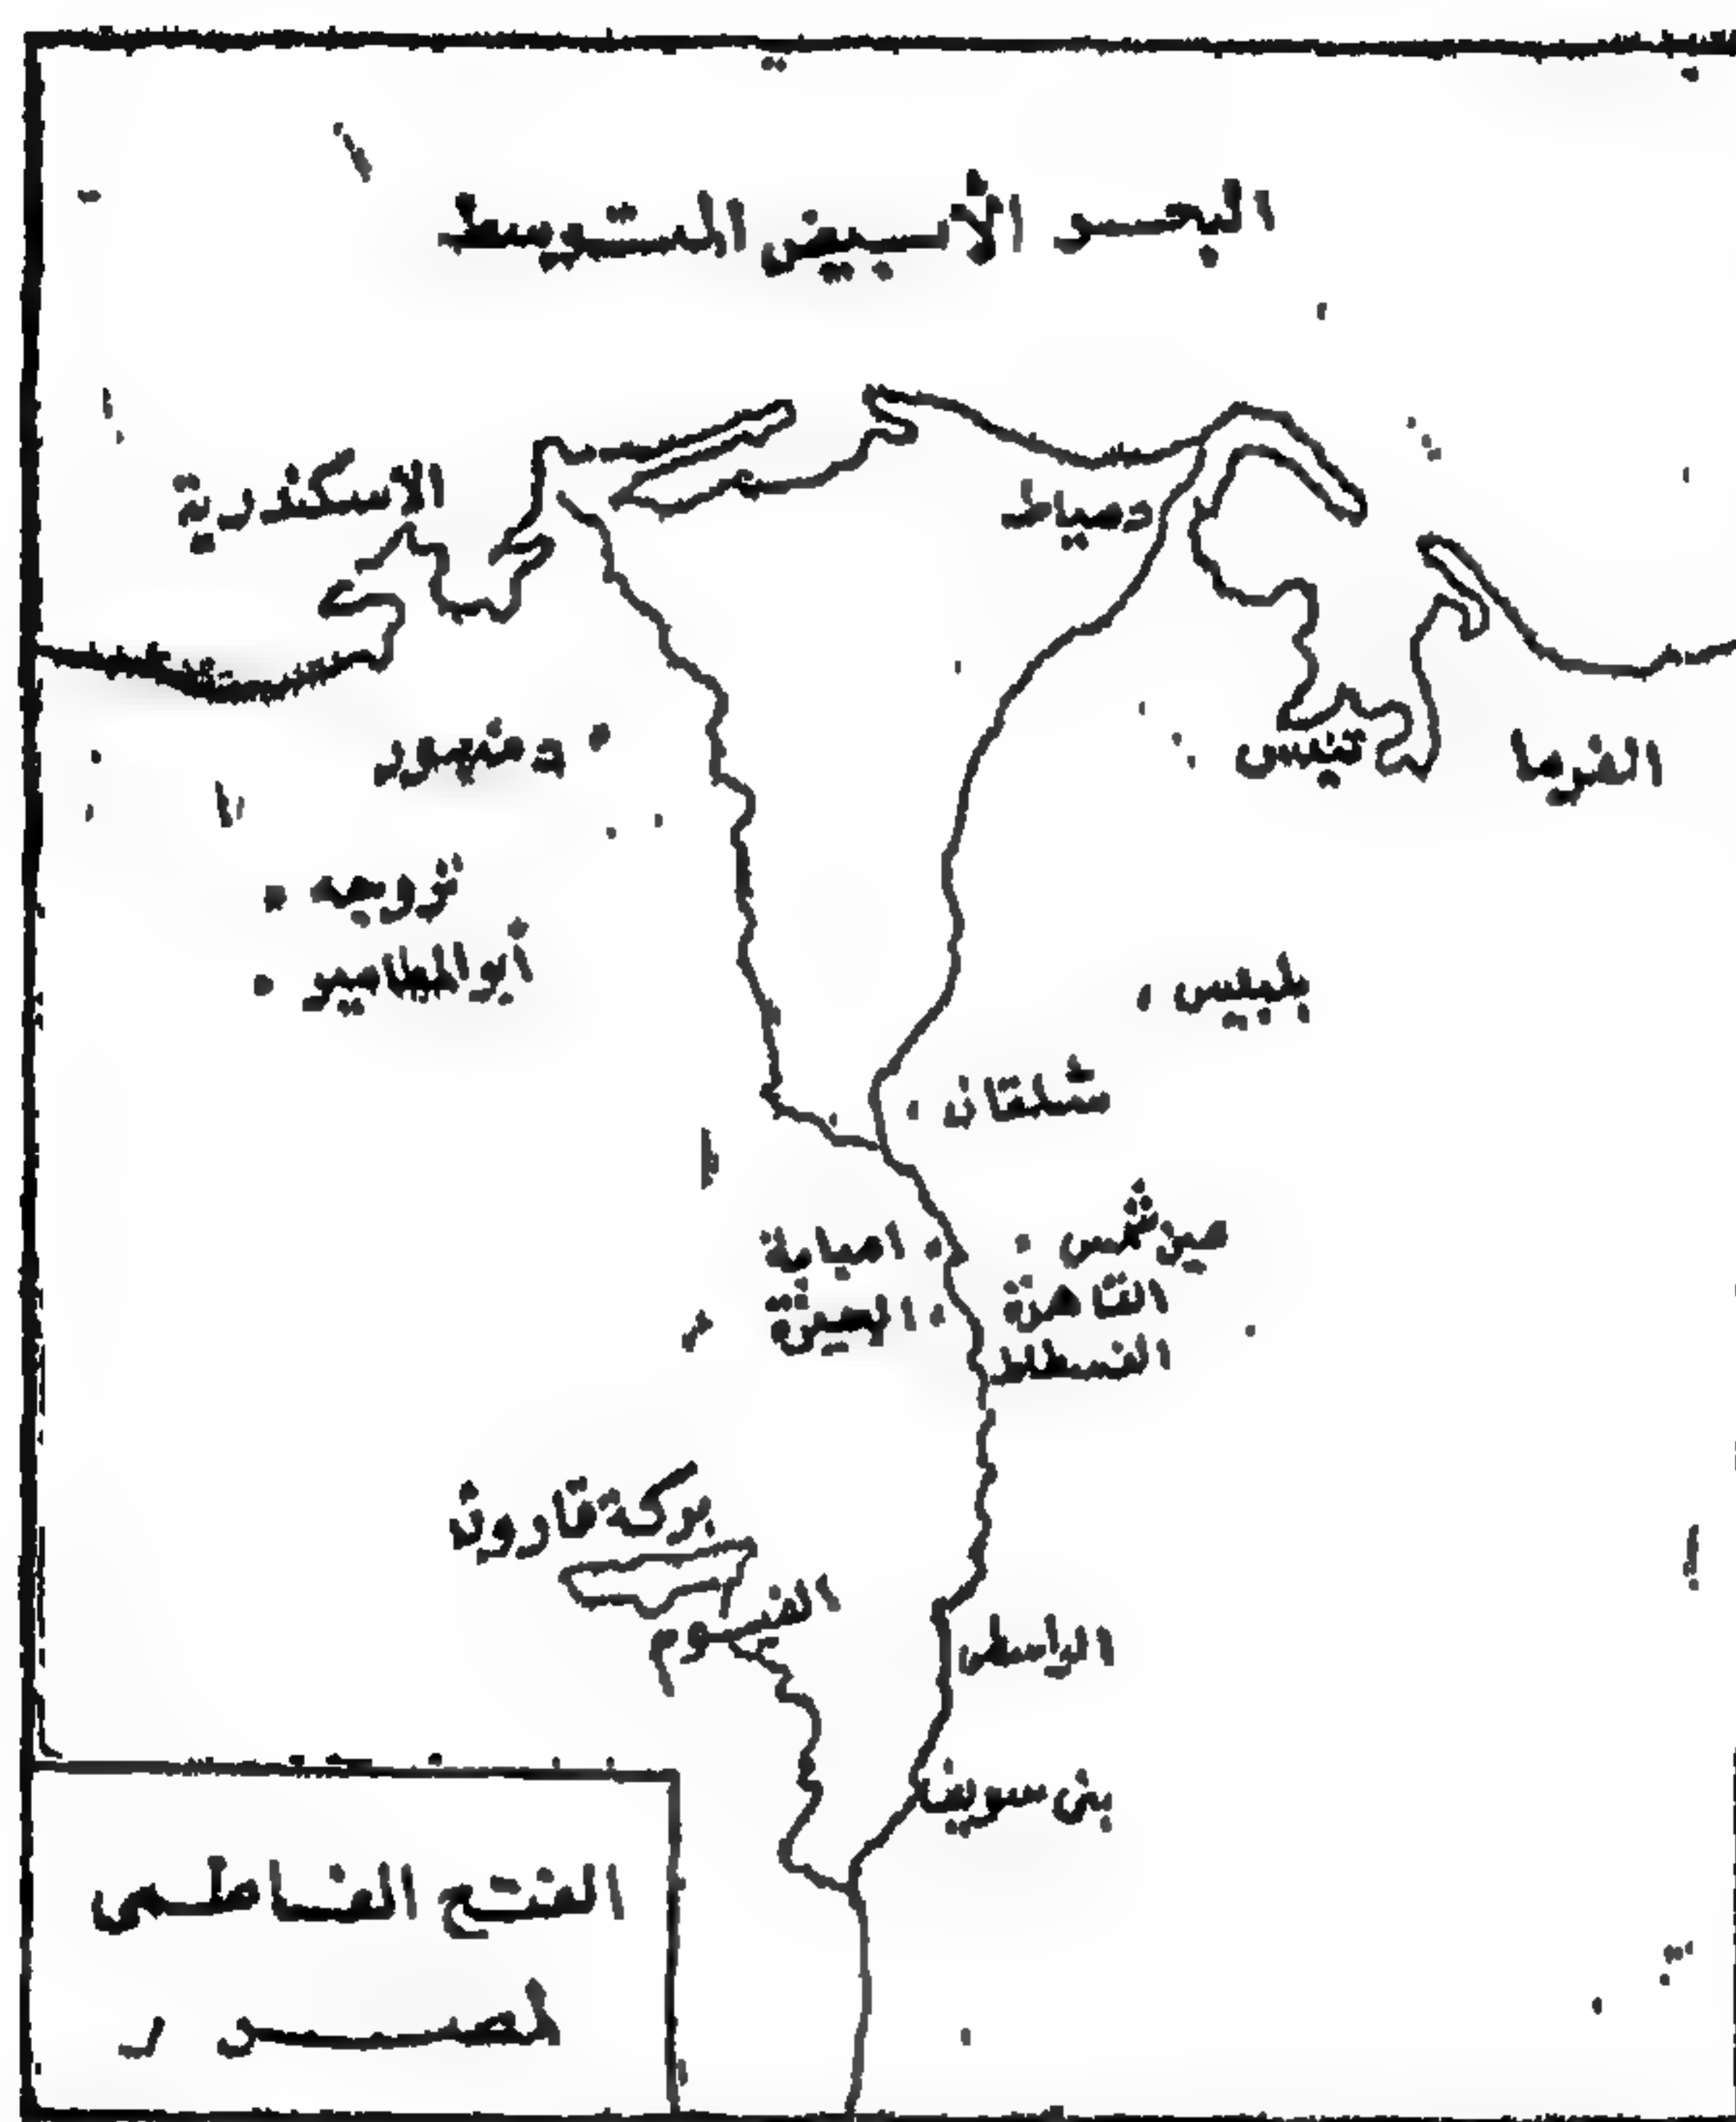 البحر الأبيض المتوسط
الاسكندرية
دمياط
دمنهور
تنيس
الفرما
تروجه
أبو المطامير
بلبيس
شلقان
عين شمس
امبابة
القاهرة
الجيزة
الفسطاط
بركة قارون
الفيوم
الواسطى
بنى سويف
الفتح الفاطمى
لمصر